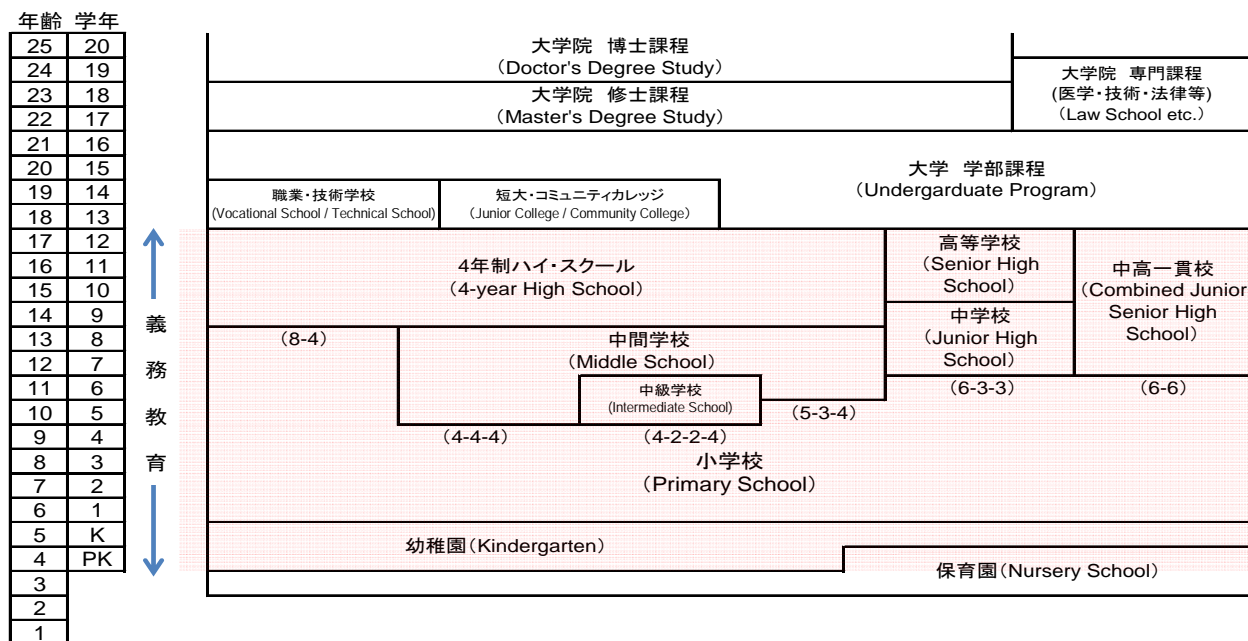 年齢 学年
25 20
24 19
23 18
22 17
21 16
20 15
19 14
18 13
17 12
16 11
15 10
14 9
13 8
12 7
11 6
10 5
9 4
8 3
7 2
6 1
5 K
4 PK
3
2
1
義務教育
大学院 博士課程
(Doctor's Degree Study)
大学院 修士課程
(Master's Degree Study)
大学院 専門課程
(医学・技術・法律等)
(Law School etc.)
大学 学部課程
(Undergarduate Program)
職業・技術学校
(Vocational School / Technical School)
短大・コミュニティカレッジ
(Junior College / Community College)
4年制ハイ・スクール
(4-year High School)
高等学校
(Senior High
School)
中高一貫校
(Combined Junior
Senior High
School)
中学校
(Junior High
School)
(8-4)
中間学校
(Middle School)
中級学校
(Intermediate School)
(6-3-3)
(6-6)
(5-3-4)
(4-4-4)
(4-2-2-4)
小学校
(Primary School)
幼稚園(Kindergarten)
保育園(Nursery School)